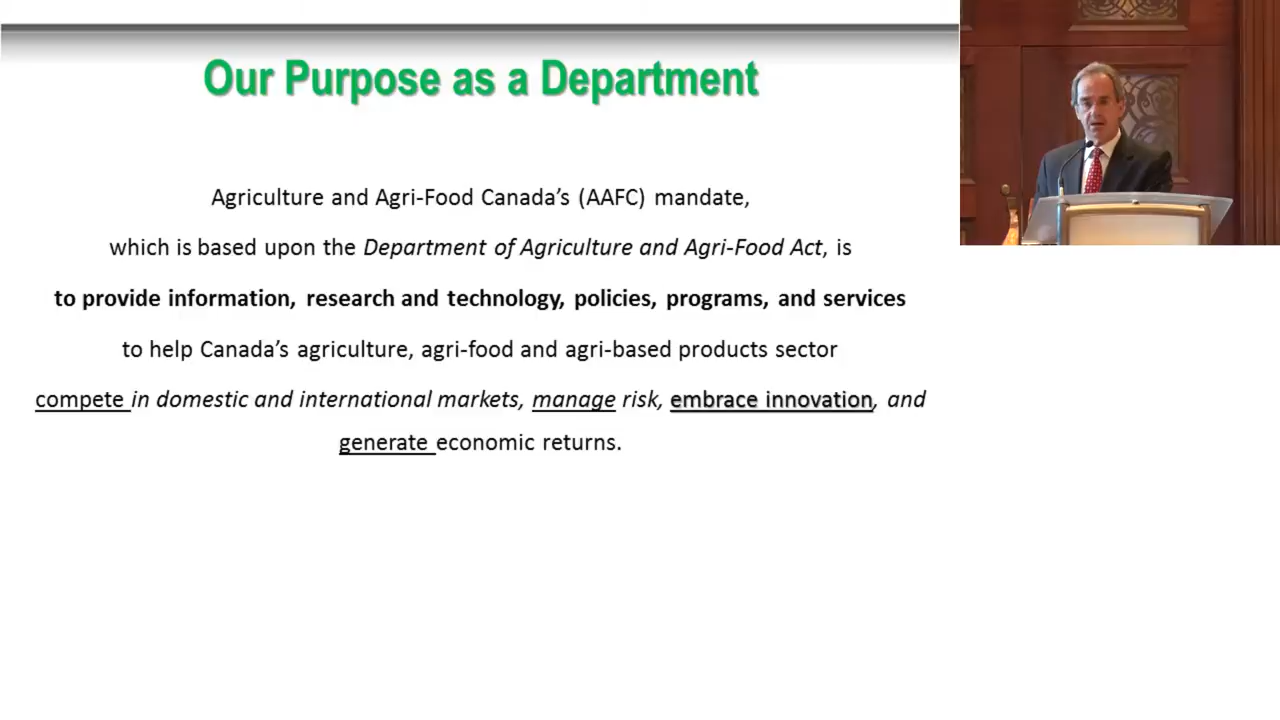 Our Purpose as a Department
Agriculture and Agri-Food Canada’s (AAFC) mandate,
which is based upon the Department of Agriculture and Agri-Food Act, is
to provide information, research and technology, policies, programs, and services
to help Canada’s agriculture, agri-food and agri-based products sector
compete in domestic and international markets, manage risk, embrace innovation, and
generate economic returns.